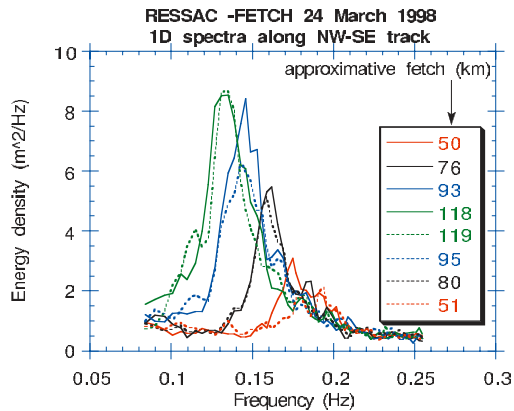 RESSAC -FETCH 24 March 1998
1D spectra along NW-SE track
approximative fetch (km)
Energy density (m^2/Hz)
10
8
6
4
2
0
50
76
93
118
119
95
80
51
0.05 0.1 0.15 0.2 0.25 0.3
Frequency (Hz)